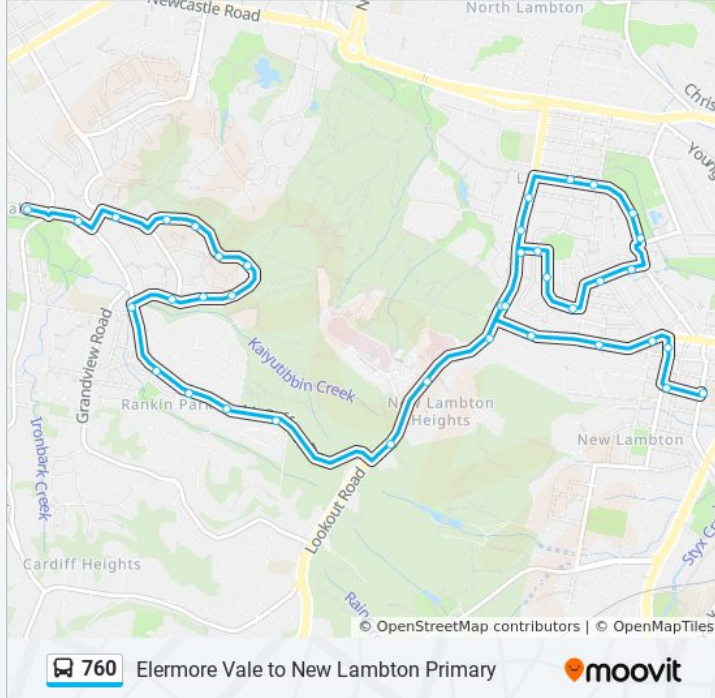 Newcastle Road
North Lambton
Chris
Young
Grandview Road
Kaiyutibbin Creek
Rankin Park
New Lambton
Heights
Ironbark Creek
New Lambton
Lookout Road
Cardiff Heights
Styx Cr
Rain
© OpenStreetMap contributors | © OpenMapTiles
760 Elermore Vale to New Lambton Primary
moovit